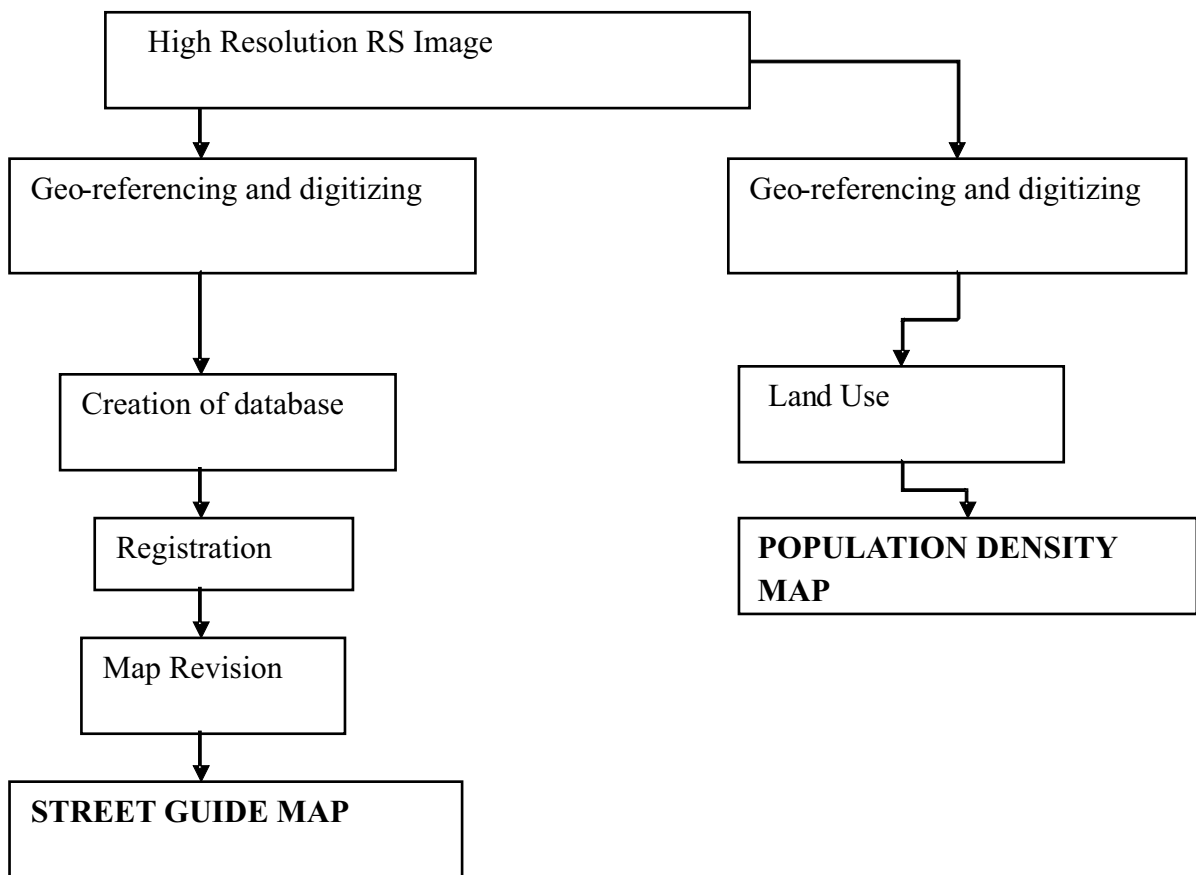 High Resolution RS Image
Geo-referencing and digitizing
Geo-referencing and digitizing
Creation of database
Land Use
Registration
POPULATION DENSITY
MAP
Map Revision
STREET GUIDE MAP